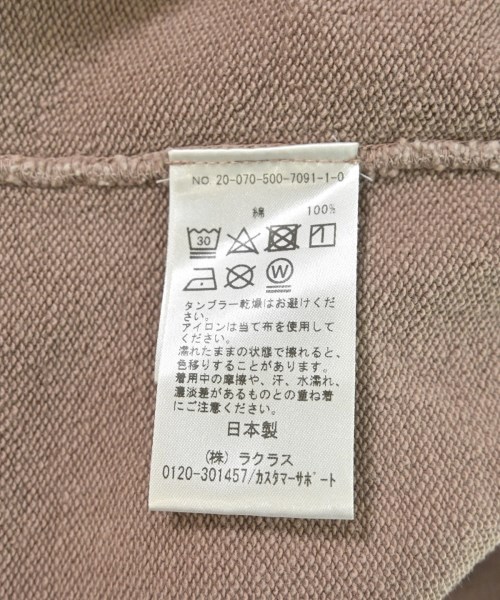 NO 20-070-500-7091-1-0
綿 100%
30
W
タンブラー乾燥はお避けくだ
さい。
アイロンは当て布を使用して
ください。
濡れたままの状態で擦れると、
色移りすることがあります。
着用中の摩擦や、汗、水濡れ、
濃淡差があるものとの重ね着
にご注意ください。
日本製
(株) ラクラス
0120-301457/カスタマーサポート